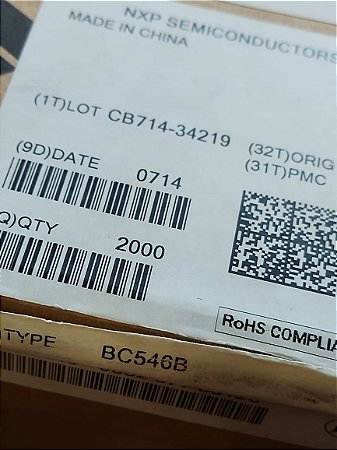 NXP SEMICONDUCTORS
MADE IN CHINA
(1T)LOT CB714-34219
(32T)ORIG
(31T)PMC
(9D)DATE 0714
Q)QTY 2000
RoHS COMPLIA
)TYPE BC546B